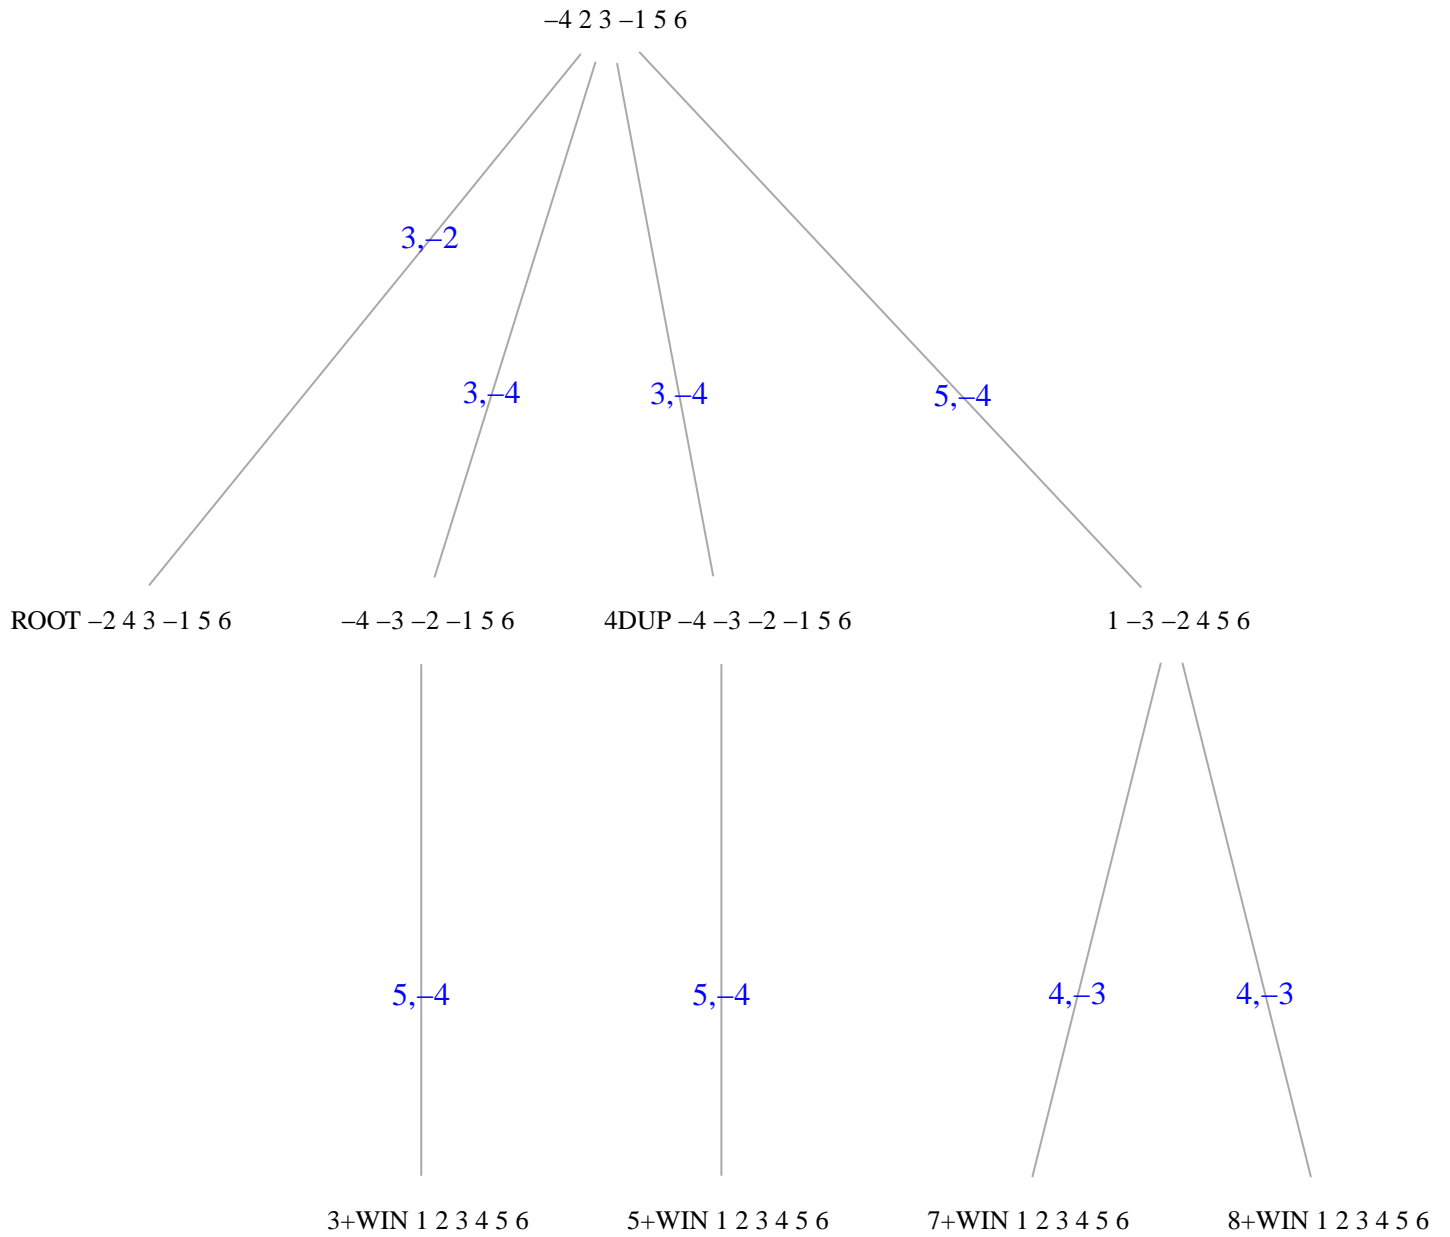 –4 2 3 –1 5 6
3,–2
3,–4
3,–4
5,–4
ROOT –2 4 3 –1 5 6
–4 –3 –2 –1 5 6
4DUP –4 –3 –2 –1 5 6
1 –3 –2 4 5 6
5,–4
5,–4
4,–3
4,–3
3+WIN 1 2 3 4 5 6
5+WIN 1 2 3 4 5 6
7+WIN 1 2 3 4 5 6
8+WIN 1 2 3 4 5 6